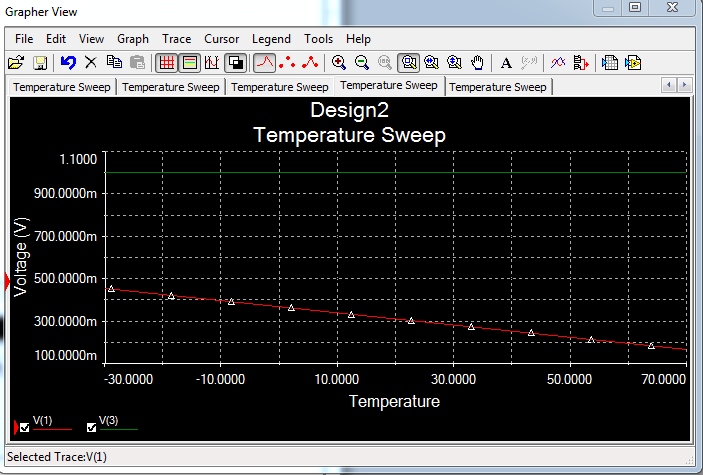 Grapher View
File Edit View Graph Trace Cursor Legend Tools Help
A
Temperature Sweep Temperature Sweep Temperature Sweep Temperature Sweep Temperature Sweep
Design2
Temperature Sweep
1.1000
900.0000m
700.0000m
500.0000m
300.0000m
100.0000m
Voltage (V)
-30.0000 -10.0000 10.0000 30.0000 50.0000 70.0000
Temperature
V(1) V(3)
Selected Trace:V(1)